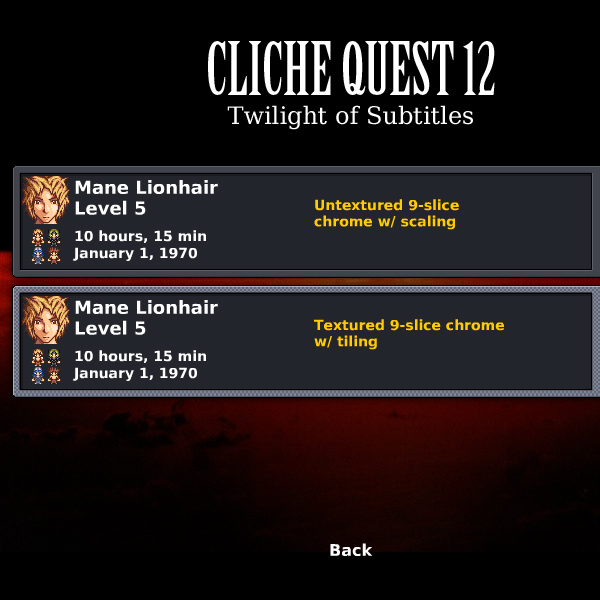 CLICHE QUEST 12
Twilight of Subtitles
Mane Lionhair
Level 5
10 hours, 15 min
January 1, 1970
Untextured 9-slice
chrome w/ scaling
Mane Lionhair
Level 5
10 hours, 15 min
January 1, 1970
Textured 9-slice chrome
w/ tiling
Back